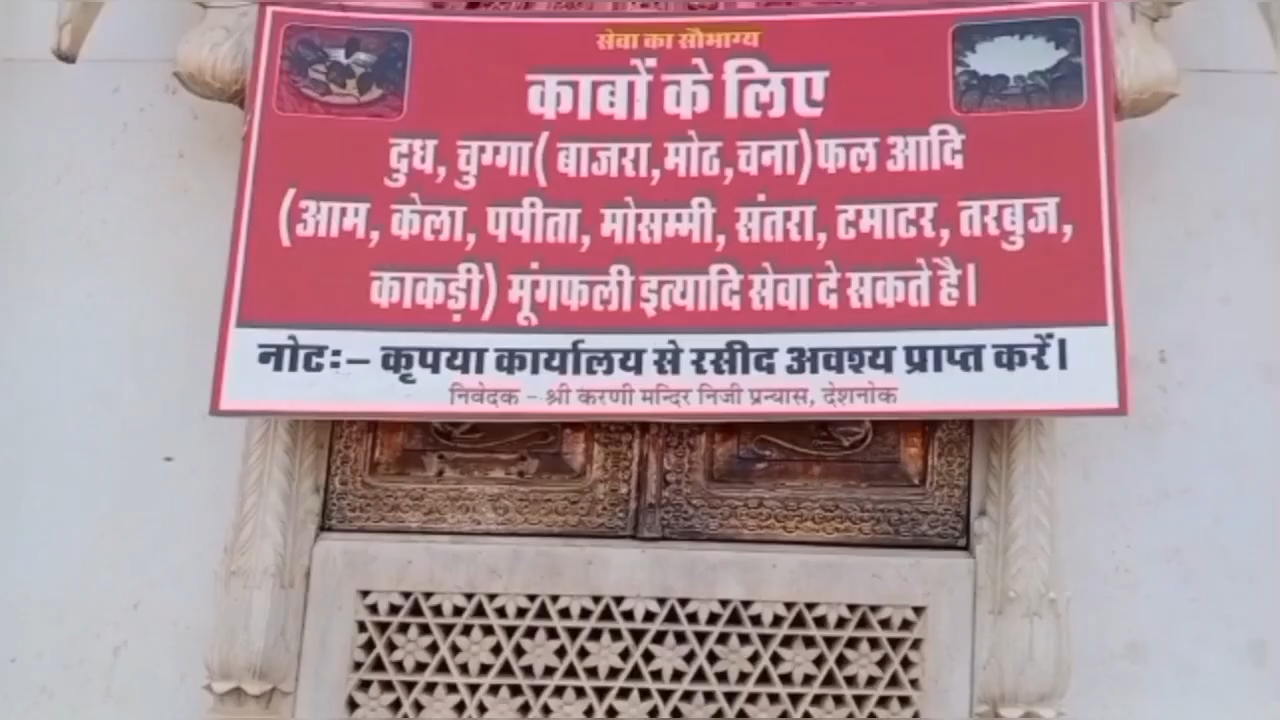 सेवा का सौभाग्य
काबों के लिए
दुध, चुग्गा( बाजरा,मोठ,चना)फल आदि
(आम, केला, पपीता, मोसम्मी, संतरा, टमाटर, तरबुज,
काकड़ी) मूंगफली इत्यादि सेवा दे सकते है।
नोटः– कृपया कार्यालय से रसीद अवश्य प्राप्त करें।
निवेदक – श्री करणी मन्दिर निजी प्रन्यास, देशनोक